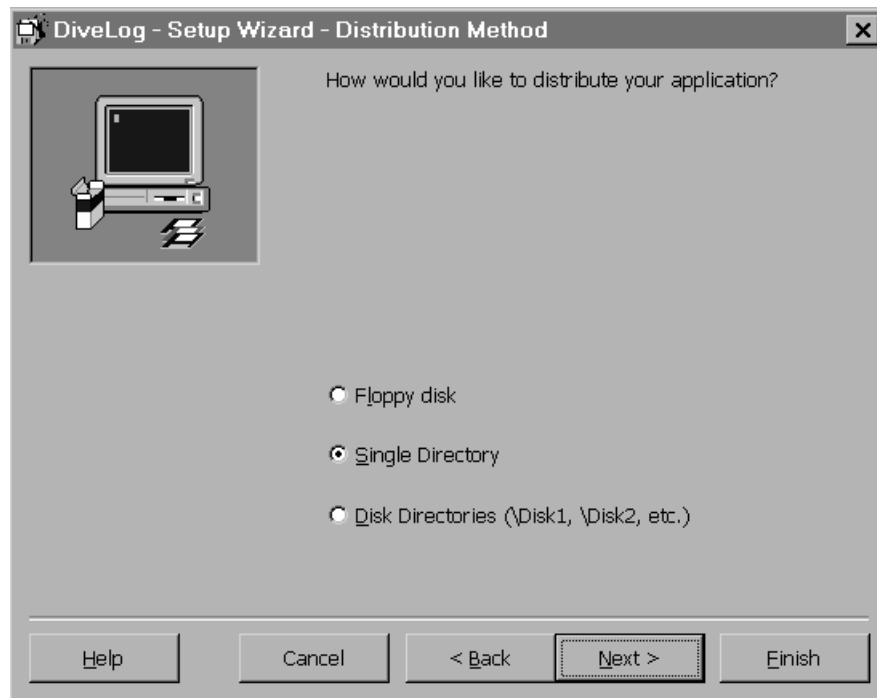 DiveLog - Setup Wizard - Distribution Method
How would you like to distribute your application?
Floppy disk
Single Directory
Disk Directories (\Disk1, \Disk2, etc.)
Help Cancel < Back Next > Finish